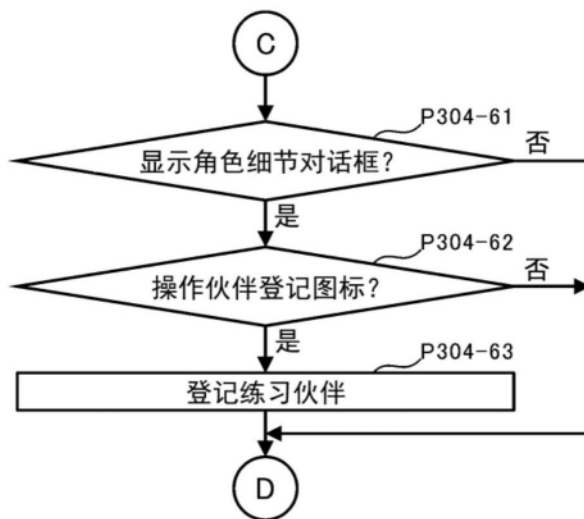 C
P304-61
显示角色细节对话框?
否
是
P304-62
操作伙伴登记图标?
否
是
P304-63
登记练习伙伴
D